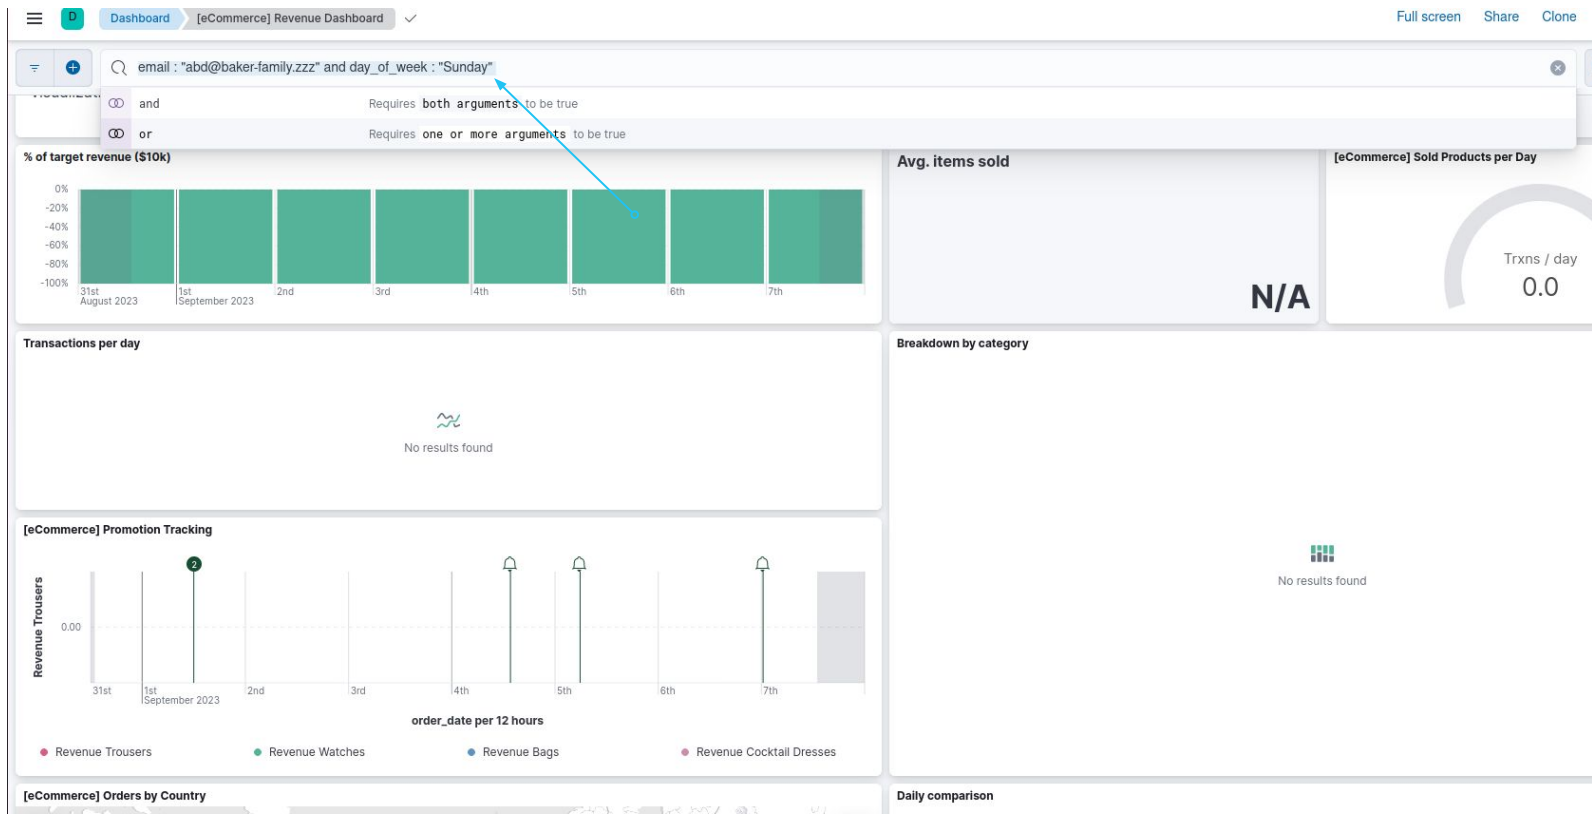 D Dashboard [eCommerce] Revenue Dashboard Full screen Share Clone
email : "abd@baker-family.zzz" and day_of_week : "Sunday"
and Requires both arguments to be true
or Requires one or more arguments to be true
% of target revenue ($10k)
0%
-20%
-40%
-60%
-80%
-100%
31st 1st 2nd 3rd 4th 5th 6th 7th
August 2023 September 2023
Avg. items sold
N/A
[eCommerce] Sold Products per Day
Trxns / day
0.0
Transactions per day
No results found
Breakdown by category
No results found
[eCommerce] Promotion Tracking
2
Revenue Trousers
0.00
31st 1st 2nd 3rd 4th 5th 6th 7th
September 2023
order_date per 12 hours
Revenue Trousers Revenue Watches Revenue Bags Revenue Cocktail Dresses
[eCommerce] Orders by Country
Daily comparison